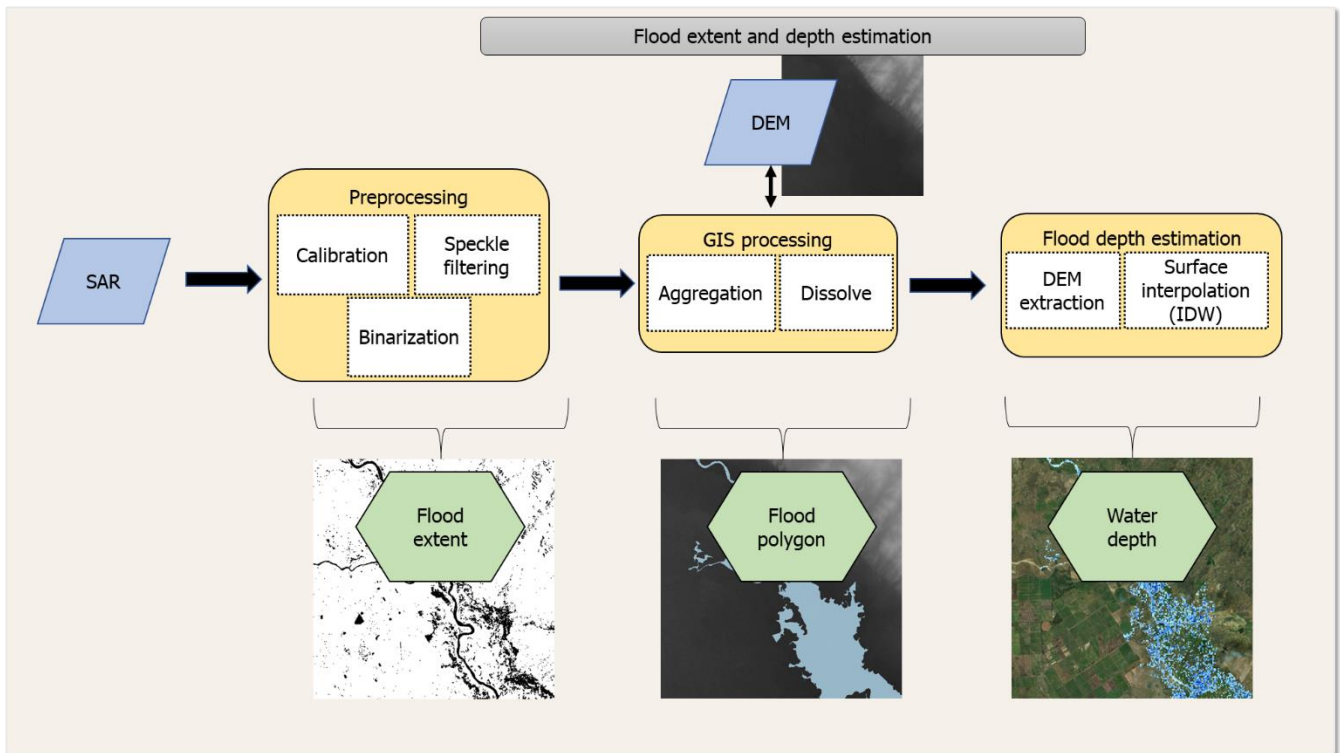 Flood extent and depth estimation
DEM
SAR
Preprocessing
Calibration
Speckle
filtering
Binarization
GIS processing
Aggregation
Dissolve
Flood depth estimation
DEM
extraction
Surface
interpolation
(IDW)
Flood
extent
Flood
polygon
Water
depth